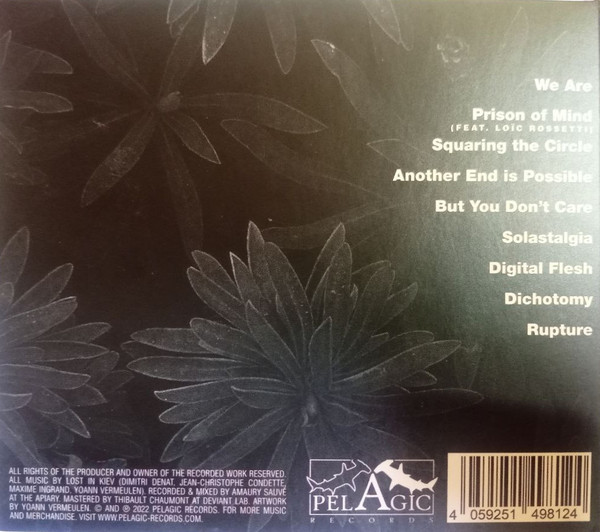 We Are
Prison of Mind
(FEAT. LOÏC ROSSETTI)
Squaring the Circle
Another End is Possible
But You Don't Care
Solastalgia
Digital Flesh
Dichotomy
Rupture
ALL RIGHTS OF THE PRODUCER AND OWNER OF THE RECORDED WORK RESERVED.
ALL MUSIC BY LOST IN KIEV (DIMITRI DENAT, JEAN-CHRISTOPHE CONDETTE,
MAXIME INGRAND, YOANN VERMEULEN). RECORDED & MIXED BY AMAURY SAUVÉ
AT THE APIARY. MASTERED BY THIBAULT CHAUMONT AT DEVIANT LAB. ARTWORK
BY YOANN VERMEULEN. © AND ℗ 2022 PELAGIC RECORDS. FOR MORE MUSIC
AND MERCHANDISE. VISIT WWW.PELAGIC-RECORDS.COM.
PELAGIC
RECORDS
4 059251 498124